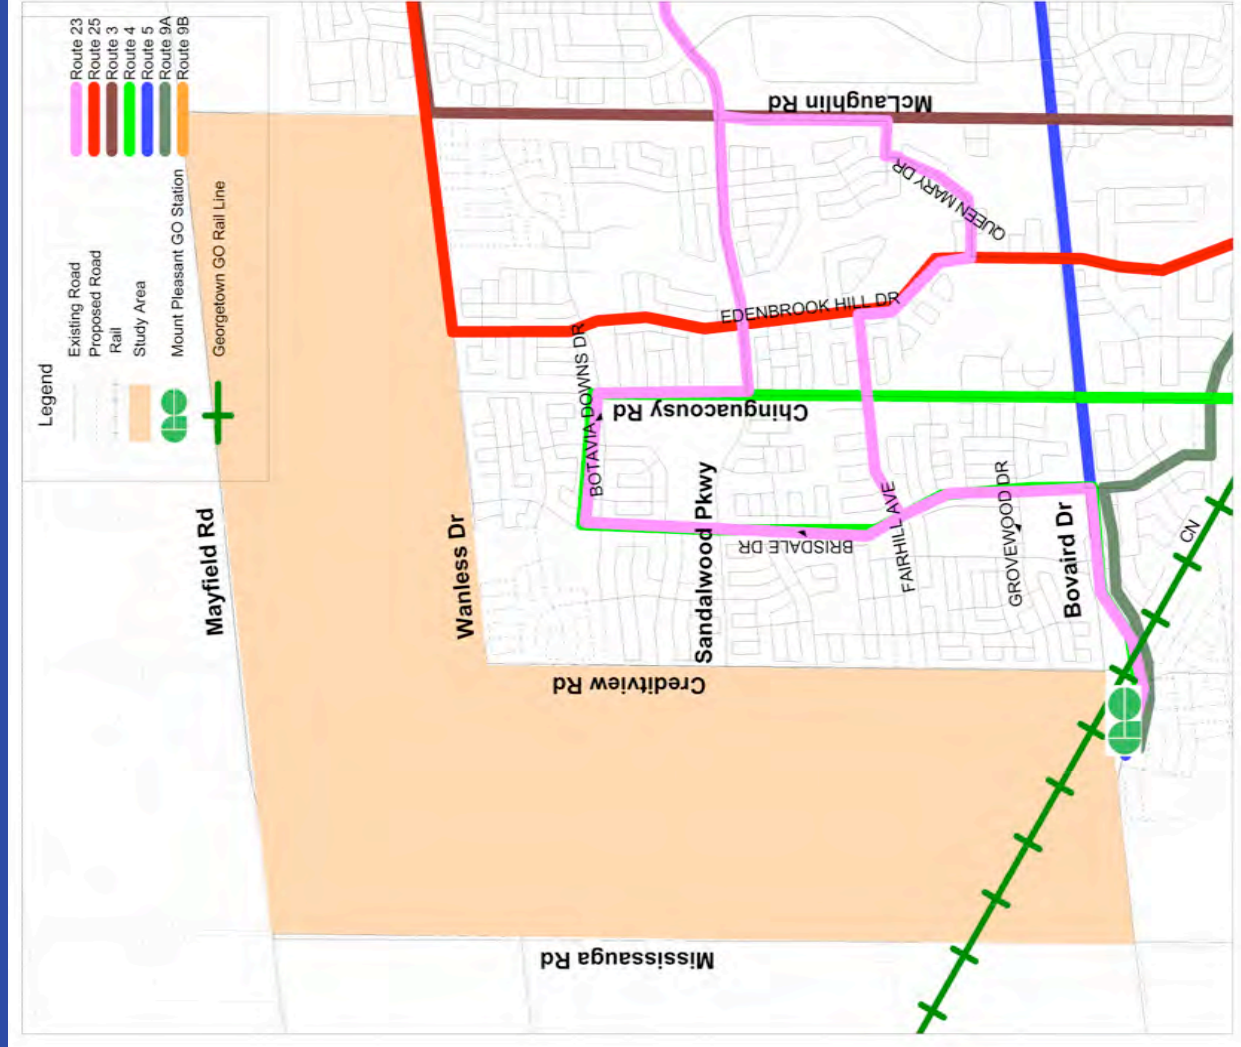 Legend
Existing Road
Proposed Road
Rail
Study Area
Mount Pleasant GO Station
Georgetown GO Rail Line
Route 23
Route 25
Route 3
Route 4
Route 5
Route 9A
Route 9B
Mayfield Rd
Wanless Dr
Sandalwood Pkwy
Bovaird Dr
Mississauga Rd
Creditview Rd
Chinguacousy Rd
McLaughlin Rd
BOTAVIA DOWNS DR
EDENBROOK HILL DR
QUEEN MARY DR
BRISDALE DR
FAIRHILL AVE
GROVEWOOD DR
CN
GO
GO